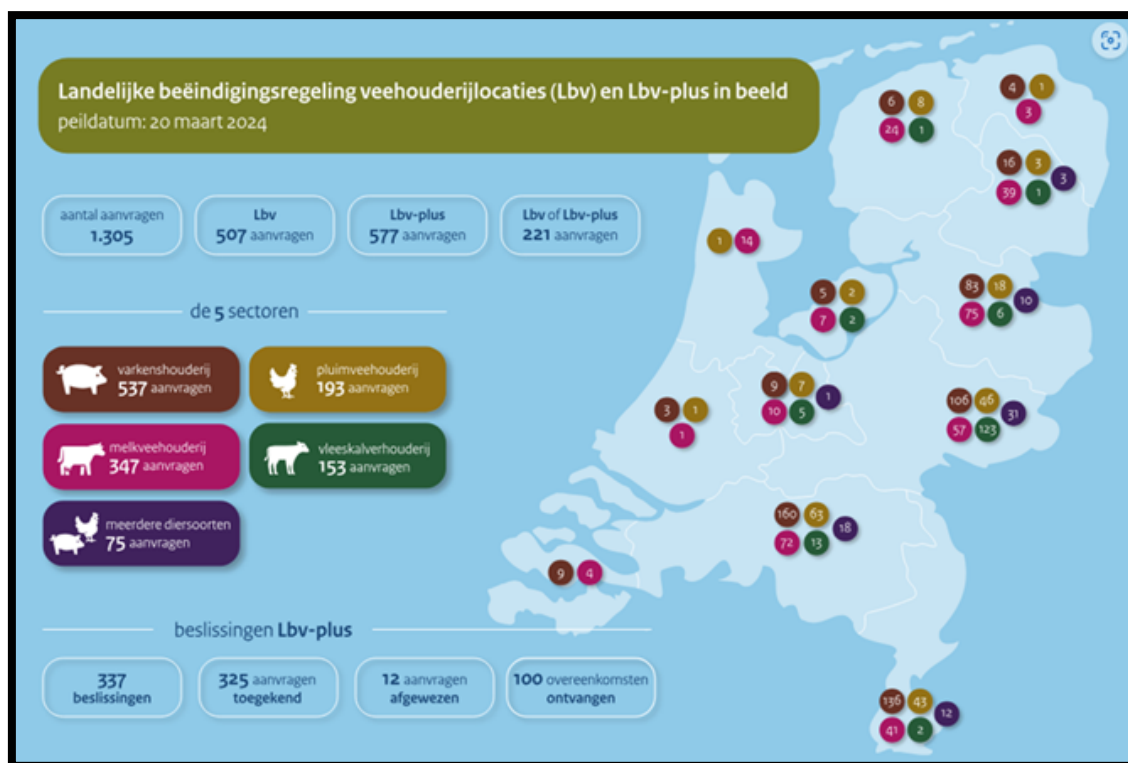 Landelijke beëindigingsregeling veehouderijlocaties (Lbv) en Lbv-plus in beeld
peildatum: 20 maart 2024
aantal aanvragen
1.305
Lbv
507 aanvragen
Lbv-plus
577 aanvragen
Lbv of Lbv-plus
221 aanvragen
de 5 sectoren
varkenshouderij
537 aanvragen
pluimveehouderij
193 aanvragen
melkveehouderij
347 aanvragen
vleeskalverhouderij
153 aanvragen
meerdere diersoorten
75 aanvragen
beslissingen Lbv-plus
337
beslissingen
325 aanvragen
toegekend
12 aanvragen
afgewezen
100 overeenkomsten
ontvangen
4 1
3
6 8
24 1
16 3
39 1
3
1 14
5 2
7 2
83 18
75 6
10
9 7
10 5
1
3 1
1
106 46
57 123
31
160 63
72 13
18
9 4
136 43
41 2
12